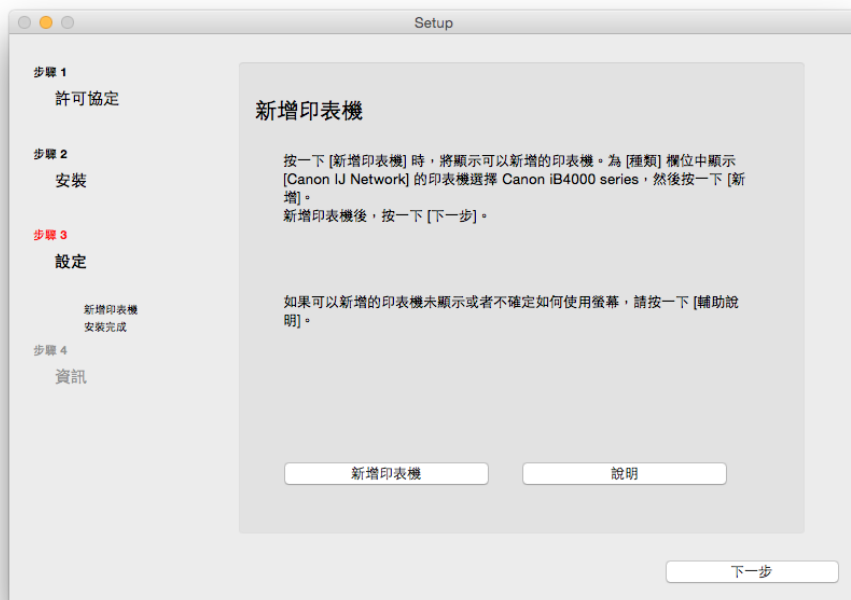 Setup
步驟 1
許可協定
步驟 2
安裝
步驟 3
設定
新增印表機
安裝完成
步驟 4
資訊
新增印表機
按一下 [新增印表機] 時，將顯示可以新增的印表機。為 [種類] 欄位中顯示
[Canon IJ Network] 的印表機選擇 Canon iB4000 series，然後按一下 [新
增]。
新增印表機後，按一下 [下一步]。
如果可以新增的印表機未顯示或者不確定如何使用螢幕，請按一下 [輔助說
明]。
新增印表機
說明
下一步